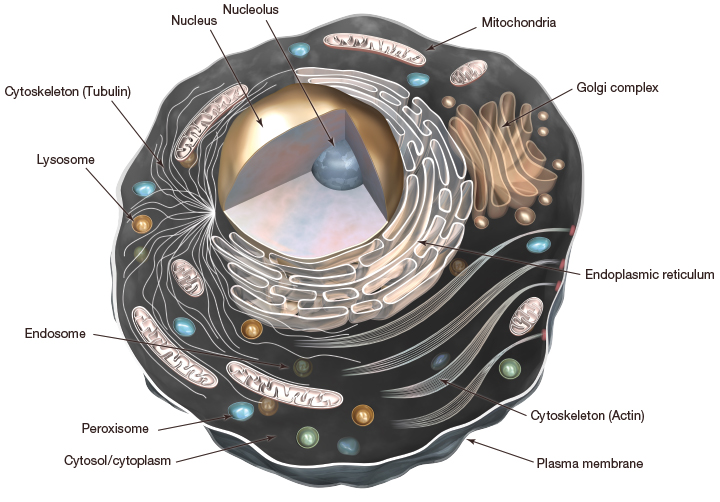 Nucleolus
Nucleus
Mitochondria
Cytoskeleton (Tubulin)
Golgi complex
Lysosome
Endoplasmic reticulum
Endosome
Cytoskeleton (Actin)
Peroxisome
Cytosol/cytoplasm
Plasma membrane